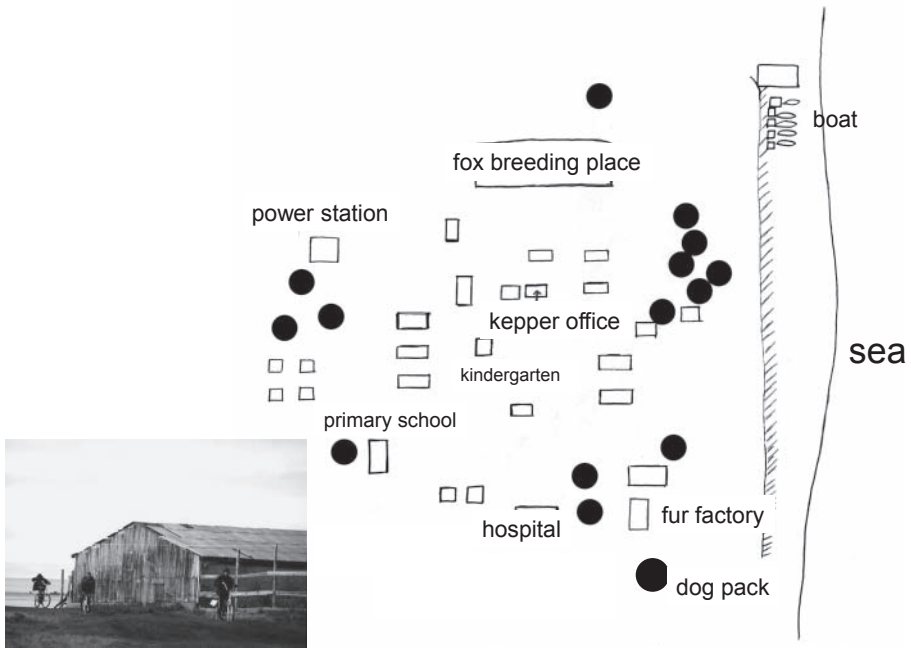 boat
fox breeding place
power station
kepper office
sea
kindergarten
primary school
hospital
fur factory
dog pack